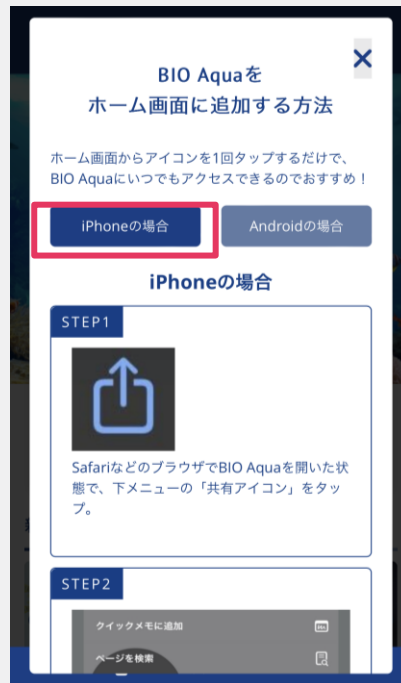 BIO Aquaを
ホーム画面に追加する方法
ホーム画面からアイコンを1回タップするだけで、
BIO Aquaにいつでもアクセスできるのでおすすめ！
iPhoneの場合
Androidの場合
iPhoneの場合
STEP1
SafariなどのブラウザでBIO Aquaを開いた状
態で、下メニューの「共有アイコン」をタッ
プ。
STEP2
クイックメモに追加
ページを検索